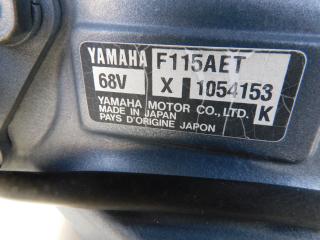 YAMAHA F115AET
68V X 1054153
YAMAHA MOTOR CO., LTD.
MADE IN JAPAN K
PAYS D'ORIGINE JAPON